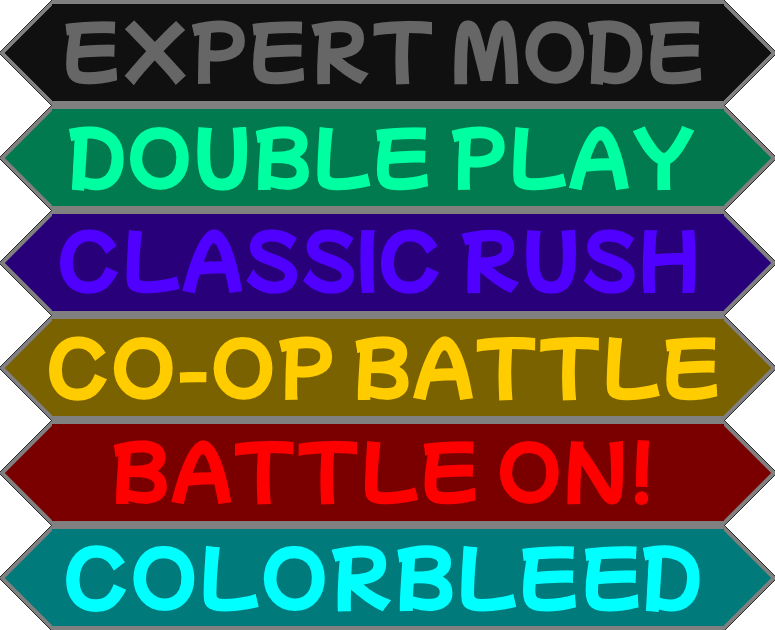 EXPERT MODE
DOUBLE PLAY
CLASSIC RUSH
CO-OP BATTLE
BATTLE ON!
COLORBLEED